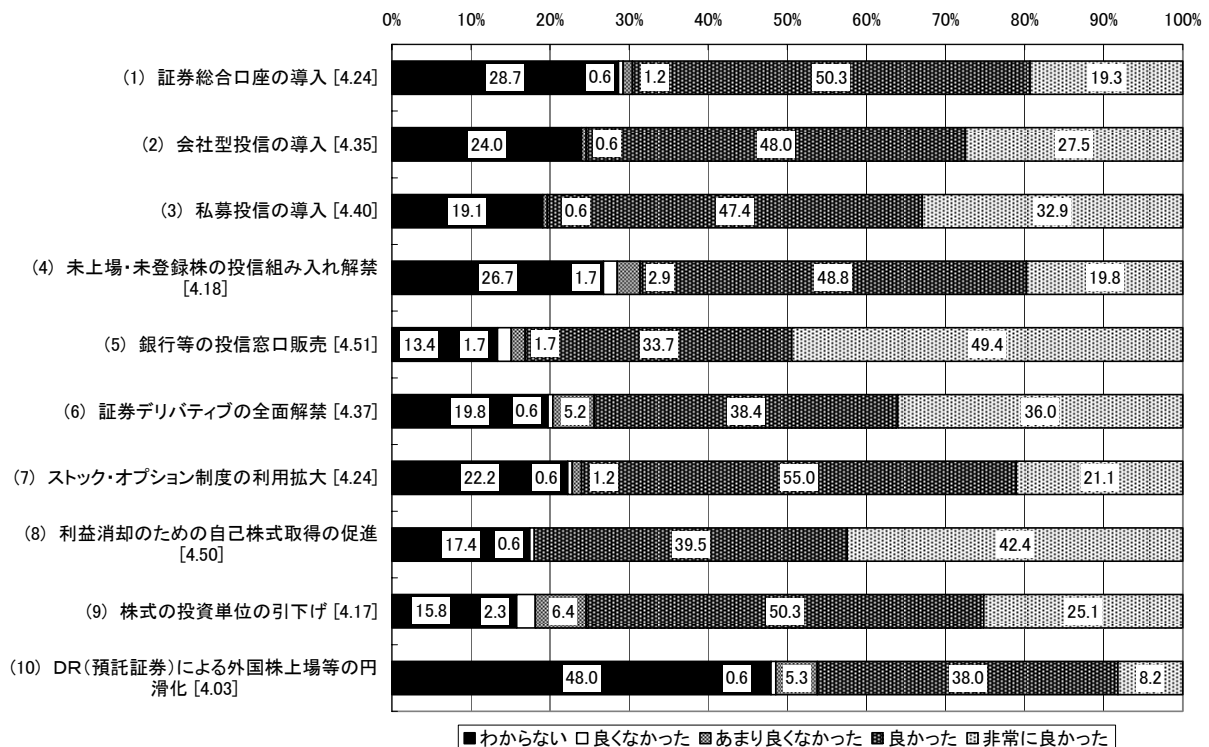 0% 10% 20% 30% 40% 50% 60% 70% 80% 90% 100%
(1) 証券総合口座の導入 [4.24]
28.7 0.6 1.2 50.3 19.3
(2) 会社型投信の導入 [4.35]
24.0 0.6 48.0 27.5
(3) 私募投信の導入 [4.40]
19.1 0.6 47.4 32.9
(4) 未上場・未登録株の投信組み入れ解禁
[4.18]
26.7 1.7 2.9 48.8 19.8
(5) 銀行等の投信窓口販売 [4.51]
13.4 1.7 1.7 33.7 49.4
(6) 証券デリバティブの全面解禁 [4.37]
19.8 0.6 5.2 38.4 36.0
(7) ストック・オプション制度の利用拡大 [4.24]
22.2 0.6 1.2 55.0 21.1
(8) 利益消却のための自己株式取得の促進
[4.50]
17.4 0.6 39.5 42.4
(9) 株式の投資単位の引下げ [4.17]
15.8 2.3 6.4 50.3 25.1
(10) DR(預託証券)による外国株上場等の円
滑化 [4.03]
48.0 0.6 5.3 38.0 8.2
わからない 良くなかった あまり良くなかった 良かった 非常に良かった